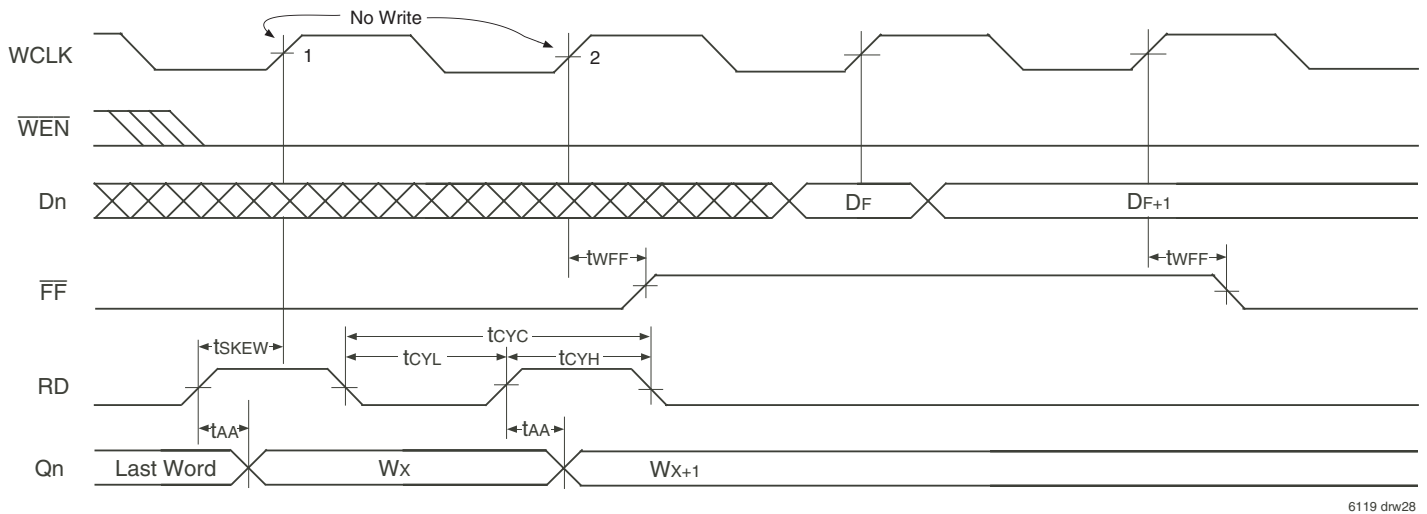 No Write
WCLK 1 2
WEN
Dn DF DF+1
tWFF tWFF
FF
tCYC
tSKEW tCYL tCYH
RD
tAA tAA
Qn Last Word WX WX+1
6119 drw28